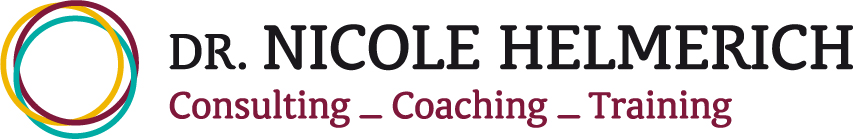 DR. NICOLE HELMERICH
Consulting _ Coaching _ Training